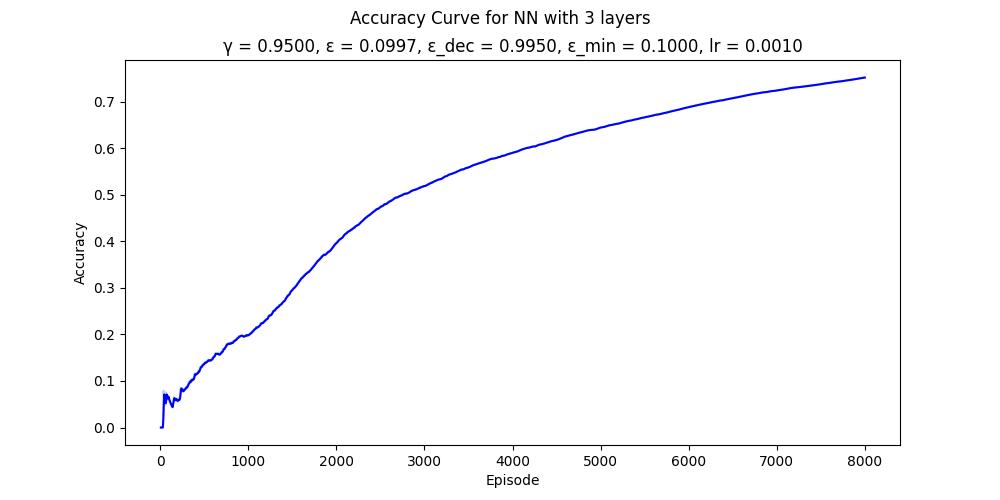 Accuracy Curve for NN with 3 layers
γ = 0.9500, ε = 0.0997, ε_dec = 0.9950, ε_min = 0.1000, lr = 0.0010
Accuracy
0.7
0.6
0.5
0.4
0.3
0.2
0.1
0.0
0 1000 2000 3000 4000 5000 6000 7000 8000
Episode